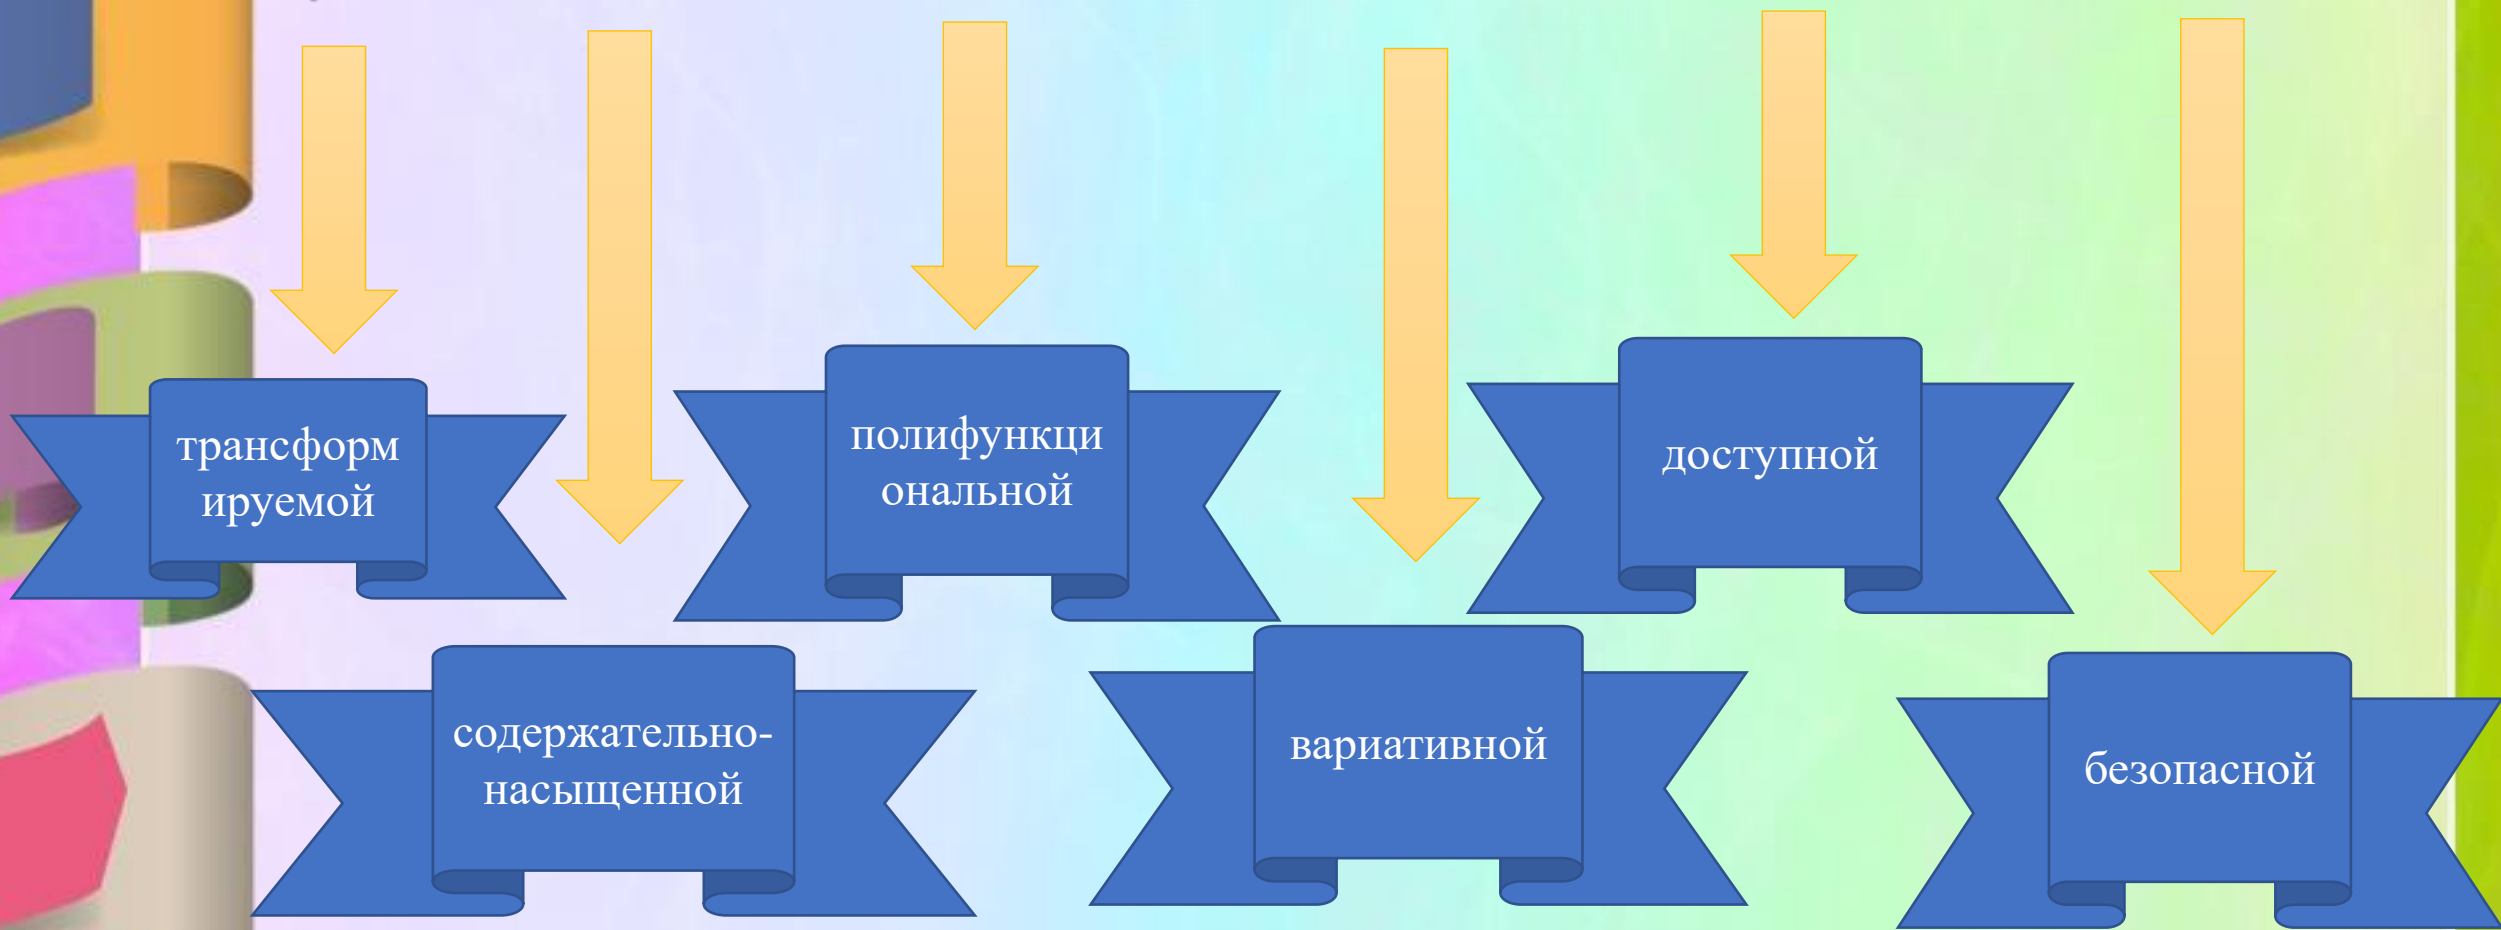 трансформ
ируемой
полифункци
ональной
доступной
содержательно-
насыщенной
вариативной
безопасной